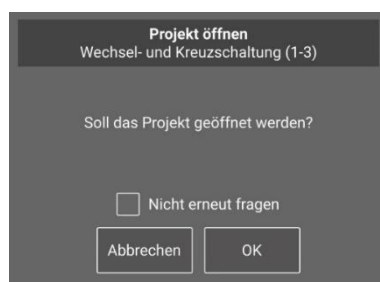 Projekt öffnen
Wechsel- und Kreuzschaltung (1-3)
Soll das Projekt geöffnet werden?
Nicht erneut fragen
Abbrechen
OK